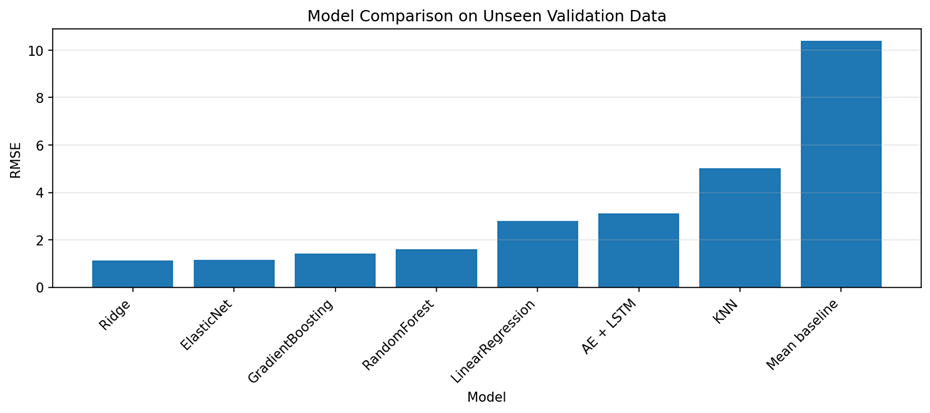 Model Comparison on Unseen Validation Data
RMSE
10
8
6
4
2
0
Ridge
ElasticNet
GradientBoosting
RandomForest
LinearRegression
AE + LSTM
KNN
Mean baseline
Model